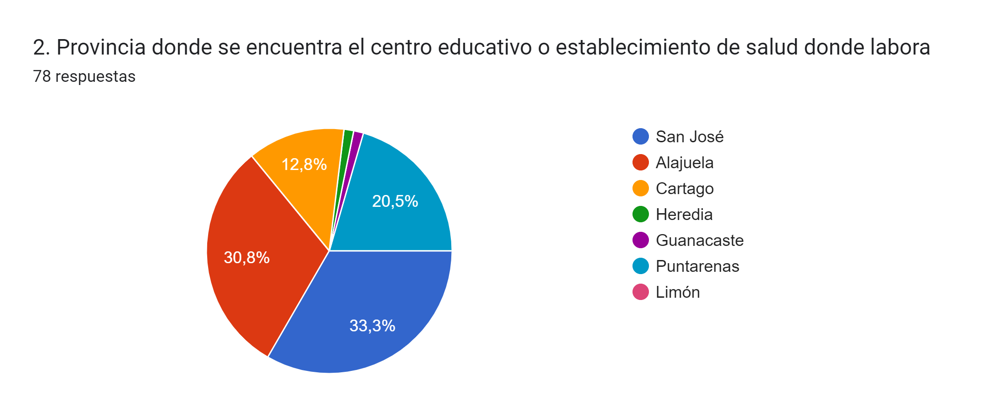 2. Provincia donde se encuentra el centro educativo o establecimiento de salud donde labora
78 respuestas
12,8%
20,5%
30,8%
33,3%
San José
Alajuela
Cartago
Heredia
Guanacaste
Puntarenas
Limón